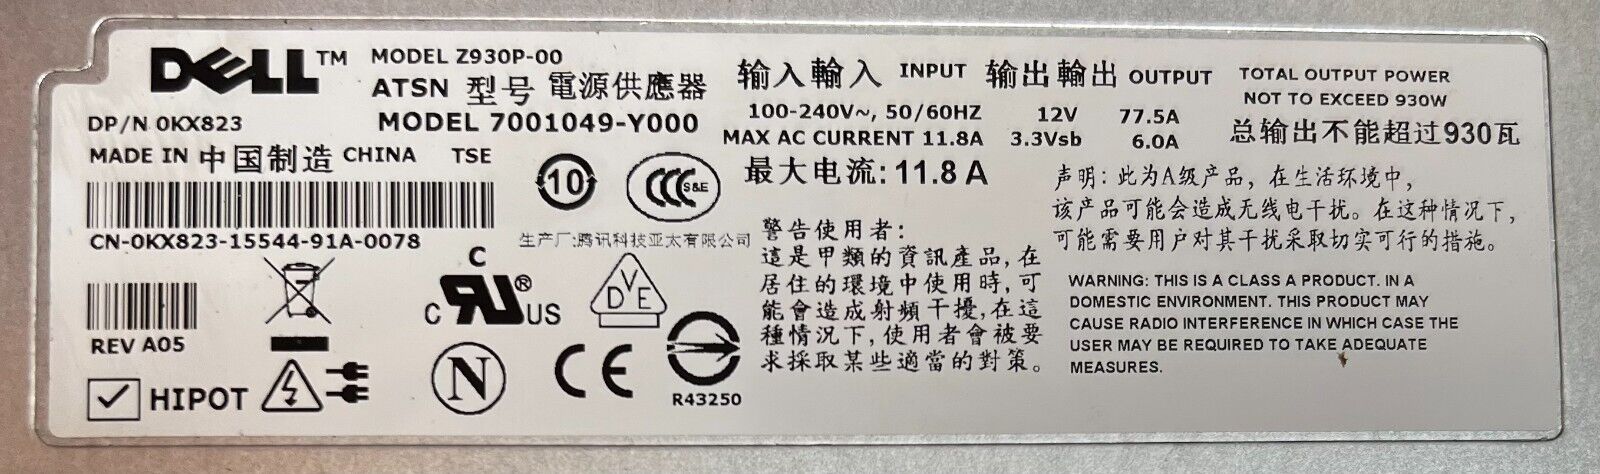 DELL™
MODEL Z930P-00
ATSN 型号 電源供應器
DP/N 0KX823
MODEL 7001049-Y000
MADE IN 中国制造 CHINA TSE
CN-0KX823-15544-91A-0078
REV A05
HIPOT
10
CCC S&E
生产厂:腾讯科技亚太有限公司
C
C RU® US
DVE
N
CE
R43250
输入輸入 INPUT
100-240V~, 50/60HZ
MAX AC CURRENT 11.8A
最大电流: 11.8 A
输出輸出 OUTPUT
12V 77.5A
3.3Vsb 6.0A
TOTAL OUTPUT POWER
NOT TO EXCEED 930W
总输出不能超过930瓦
警告使用者:
這是甲類的資訊產品,在
居住的環境中使用時,可
能會造成射頻干擾,在這
種情況下,使用者會被要
求採取某些適當的對策。
声明: 此为A级产品, 在生活环境中,
该产品可能会造成无线电干扰。在这种情况下,
可能需要用户对其干扰采取切实可行的措施。
WARNING: THIS IS A CLASS A PRODUCT. IN A
DOMESTIC ENVIRONMENT. THIS PRODUCT MAY
CAUSE RADIO INTERFERENCE IN WHICH CASE THE
USER MAY BE REQUIRED TO TAKE ADEQUATE
MEASURES.